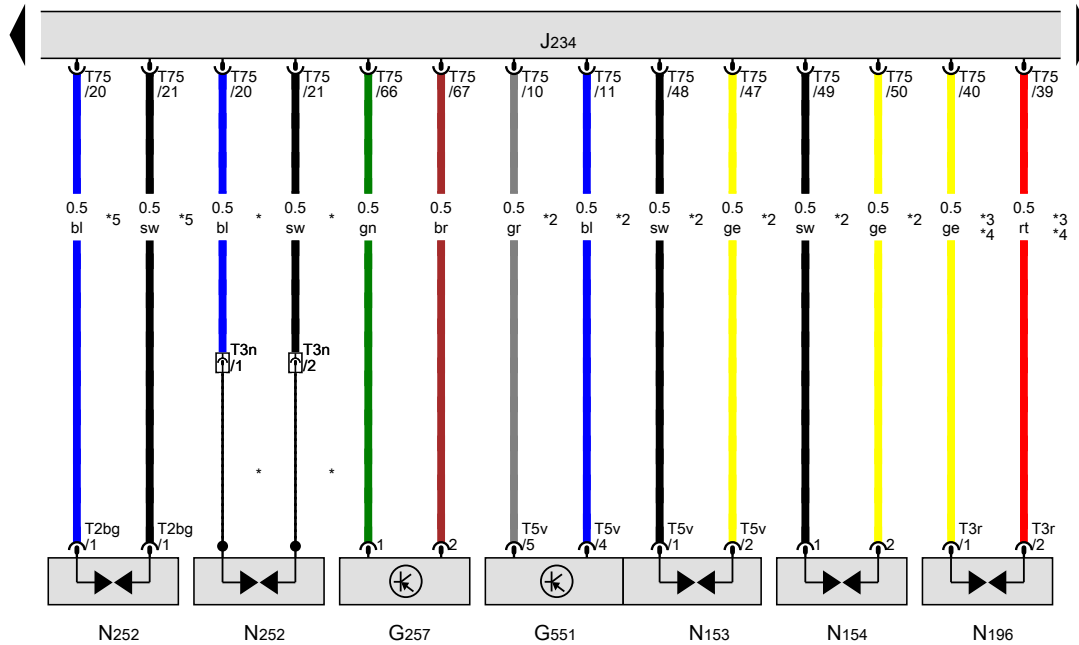 J234
T75 T75 T75 T75 T75 T75 T75 T75 T75 T75 T75 T75 T75 T75
/20 /21 /20 /21 /66 /67 /10 /11 /48 /47 /49 /50 /40 /39
0.5 0.5 0.5 0.5 0.5 0.5 0.5 0.5 0.5 0.5 0.5 0.5 0.5 0.5
*5 *5 * * *2 *2 *2 *2 *2 *2 *3 *3
bl sw bl sw gn br gr bl sw ge sw ge ge rt
*4 *4
T3n T3n
/1 /2
* *
T2bg T2bg T5v T5v T5v T5v T3r T3r
/1 /1 1 2 /5 /4 /1 /2 1 2 /1 /2
N252 N252 G257 G551 N153 N154 N196